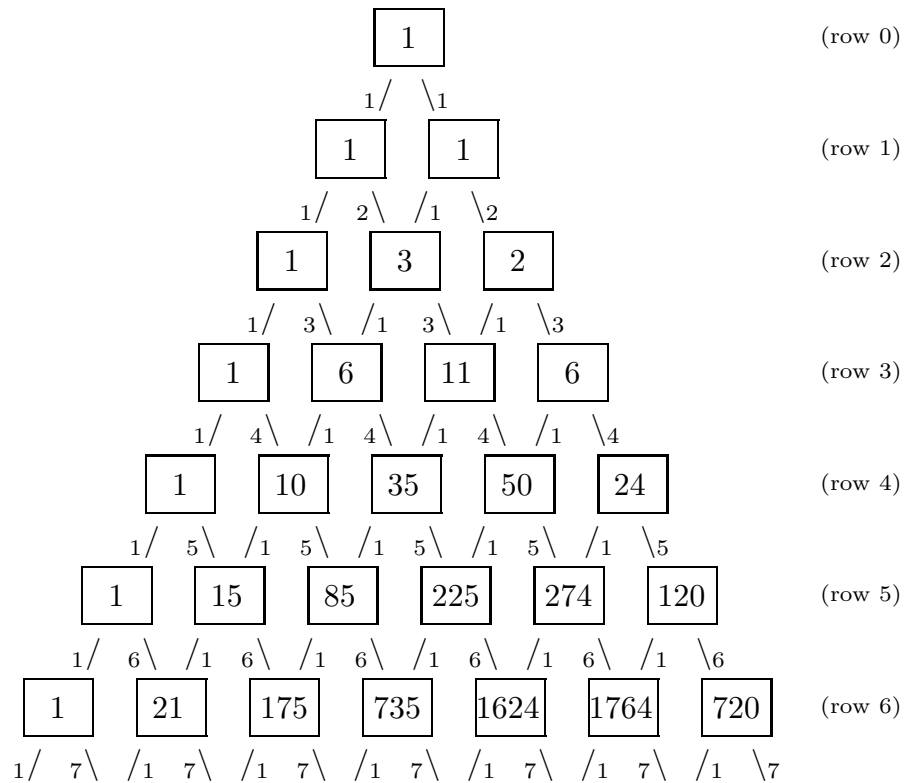 1 (row 0)
1 1
1 1 (row 1)
1 2 1 2
1 3 2 (row 2)
1 3 1 3 1 3
1 6 11 6 (row 3)
1 4 1 4 1 4 1 4
1 10 35 50 24 (row 4)
1 5 1 5 1 5 1 5 1 5
1 15 85 225 274 120 (row 5)
1 6 1 6 1 6 1 6 1 6 1 6
1 21 175 735 1624 1764 720 (row 6)
1 7 1 7 1 7 1 7 1 7 1 7 1 7